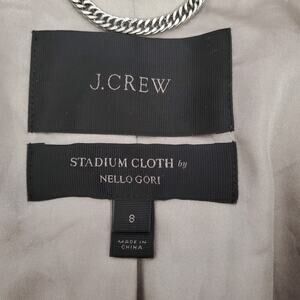 J.CREW
STADIUM CLOTH by
NELLO GORI
8
MADE IN
CHINA